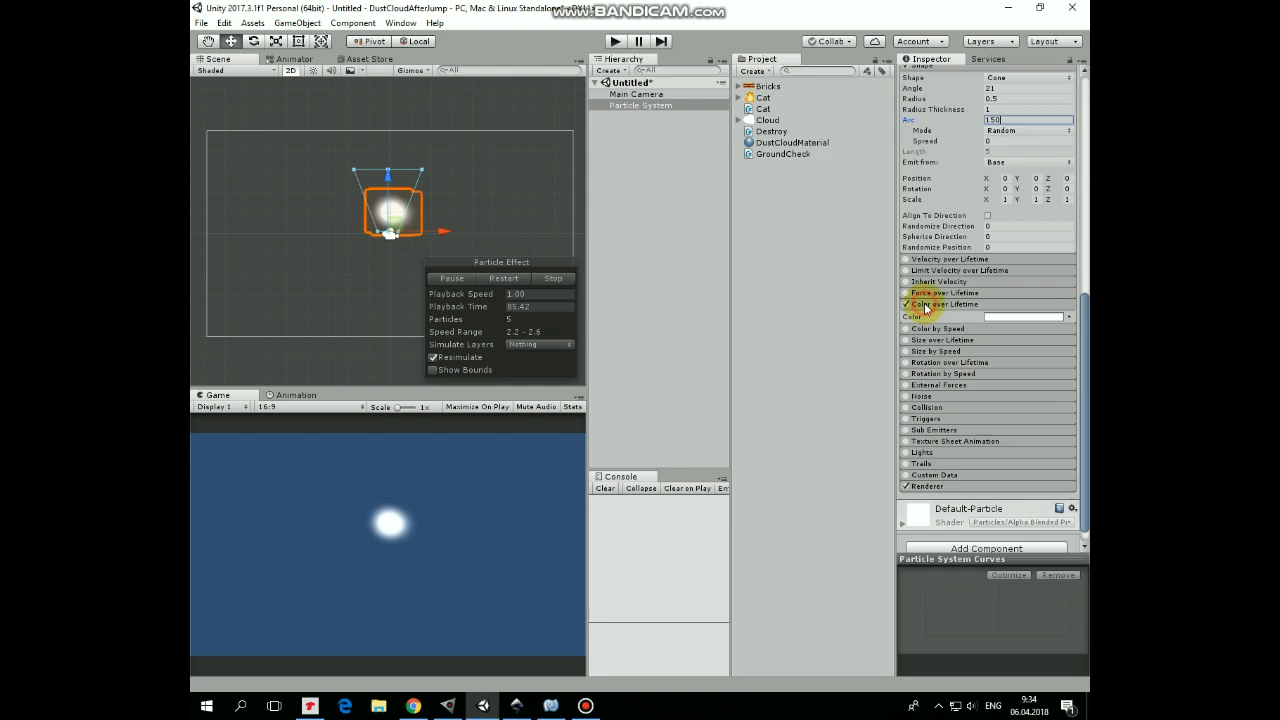 Unity 2017.3.1f1 Personal (64bit) - Untitled - DustCloudAfterJump - PC, Mac & Linux Standalone
www.BANDICAM.com
File Edit Assets GameObject Component Window Help
Pivot Local Collab Account Layers Layout
Scene Animator Asset Store
Shaded 2D Gizmos All
Particle Effect
Pause Restart Stop
Playback Speed 1.00
Playback Time 85.42
Particles 5
Speed Range 2.2 - 2.6
Simulate Layers Nothing
Resimulate
Show Bounds
Game Animation
Display 1 16:9 Scale 1x Maximize On Play Mute Audio Stats
Hierarchy
Create All
Untitled*
Main Camera
Particle System
Console
Clear Collapse Clear on Play
Project
Create
Bricks
Cat
Cat
Cloud
Destroy
DustCloudMaterial
GroundCheck
Inspector Services
Shape
Shape Cone
Angle 21
Radius 0.5
Radius Thickness 1
Arc 150
Mode Random
Spread 0
Length 5
Emit from: Base
Position X 0 Y 0 Z 0
Rotation X 0 Y 0 Z 0
Scale X 1 Y 1 Z 1
Align To Direction
Randomize Direction 0
Spherize Direction 0
Randomize Position 0
Velocity over Lifetime
Limit Velocity over Lifetime
Inherit Velocity
Force over Lifetime
Color over Lifetime
Color
Color by Speed
Size over Lifetime
Size by Speed
Rotation over Lifetime
Rotation by Speed
External Forces
Noise
Collision
Triggers
Sub Emitters
Texture Sheet Animation
Lights
Trails
Custom Data
Renderer
Default-Particle
Shader Particles/Alpha Blended Pr
Add Component
Particle System Curves
Optimize Remove
ENG
9:34
06.04.2018
1